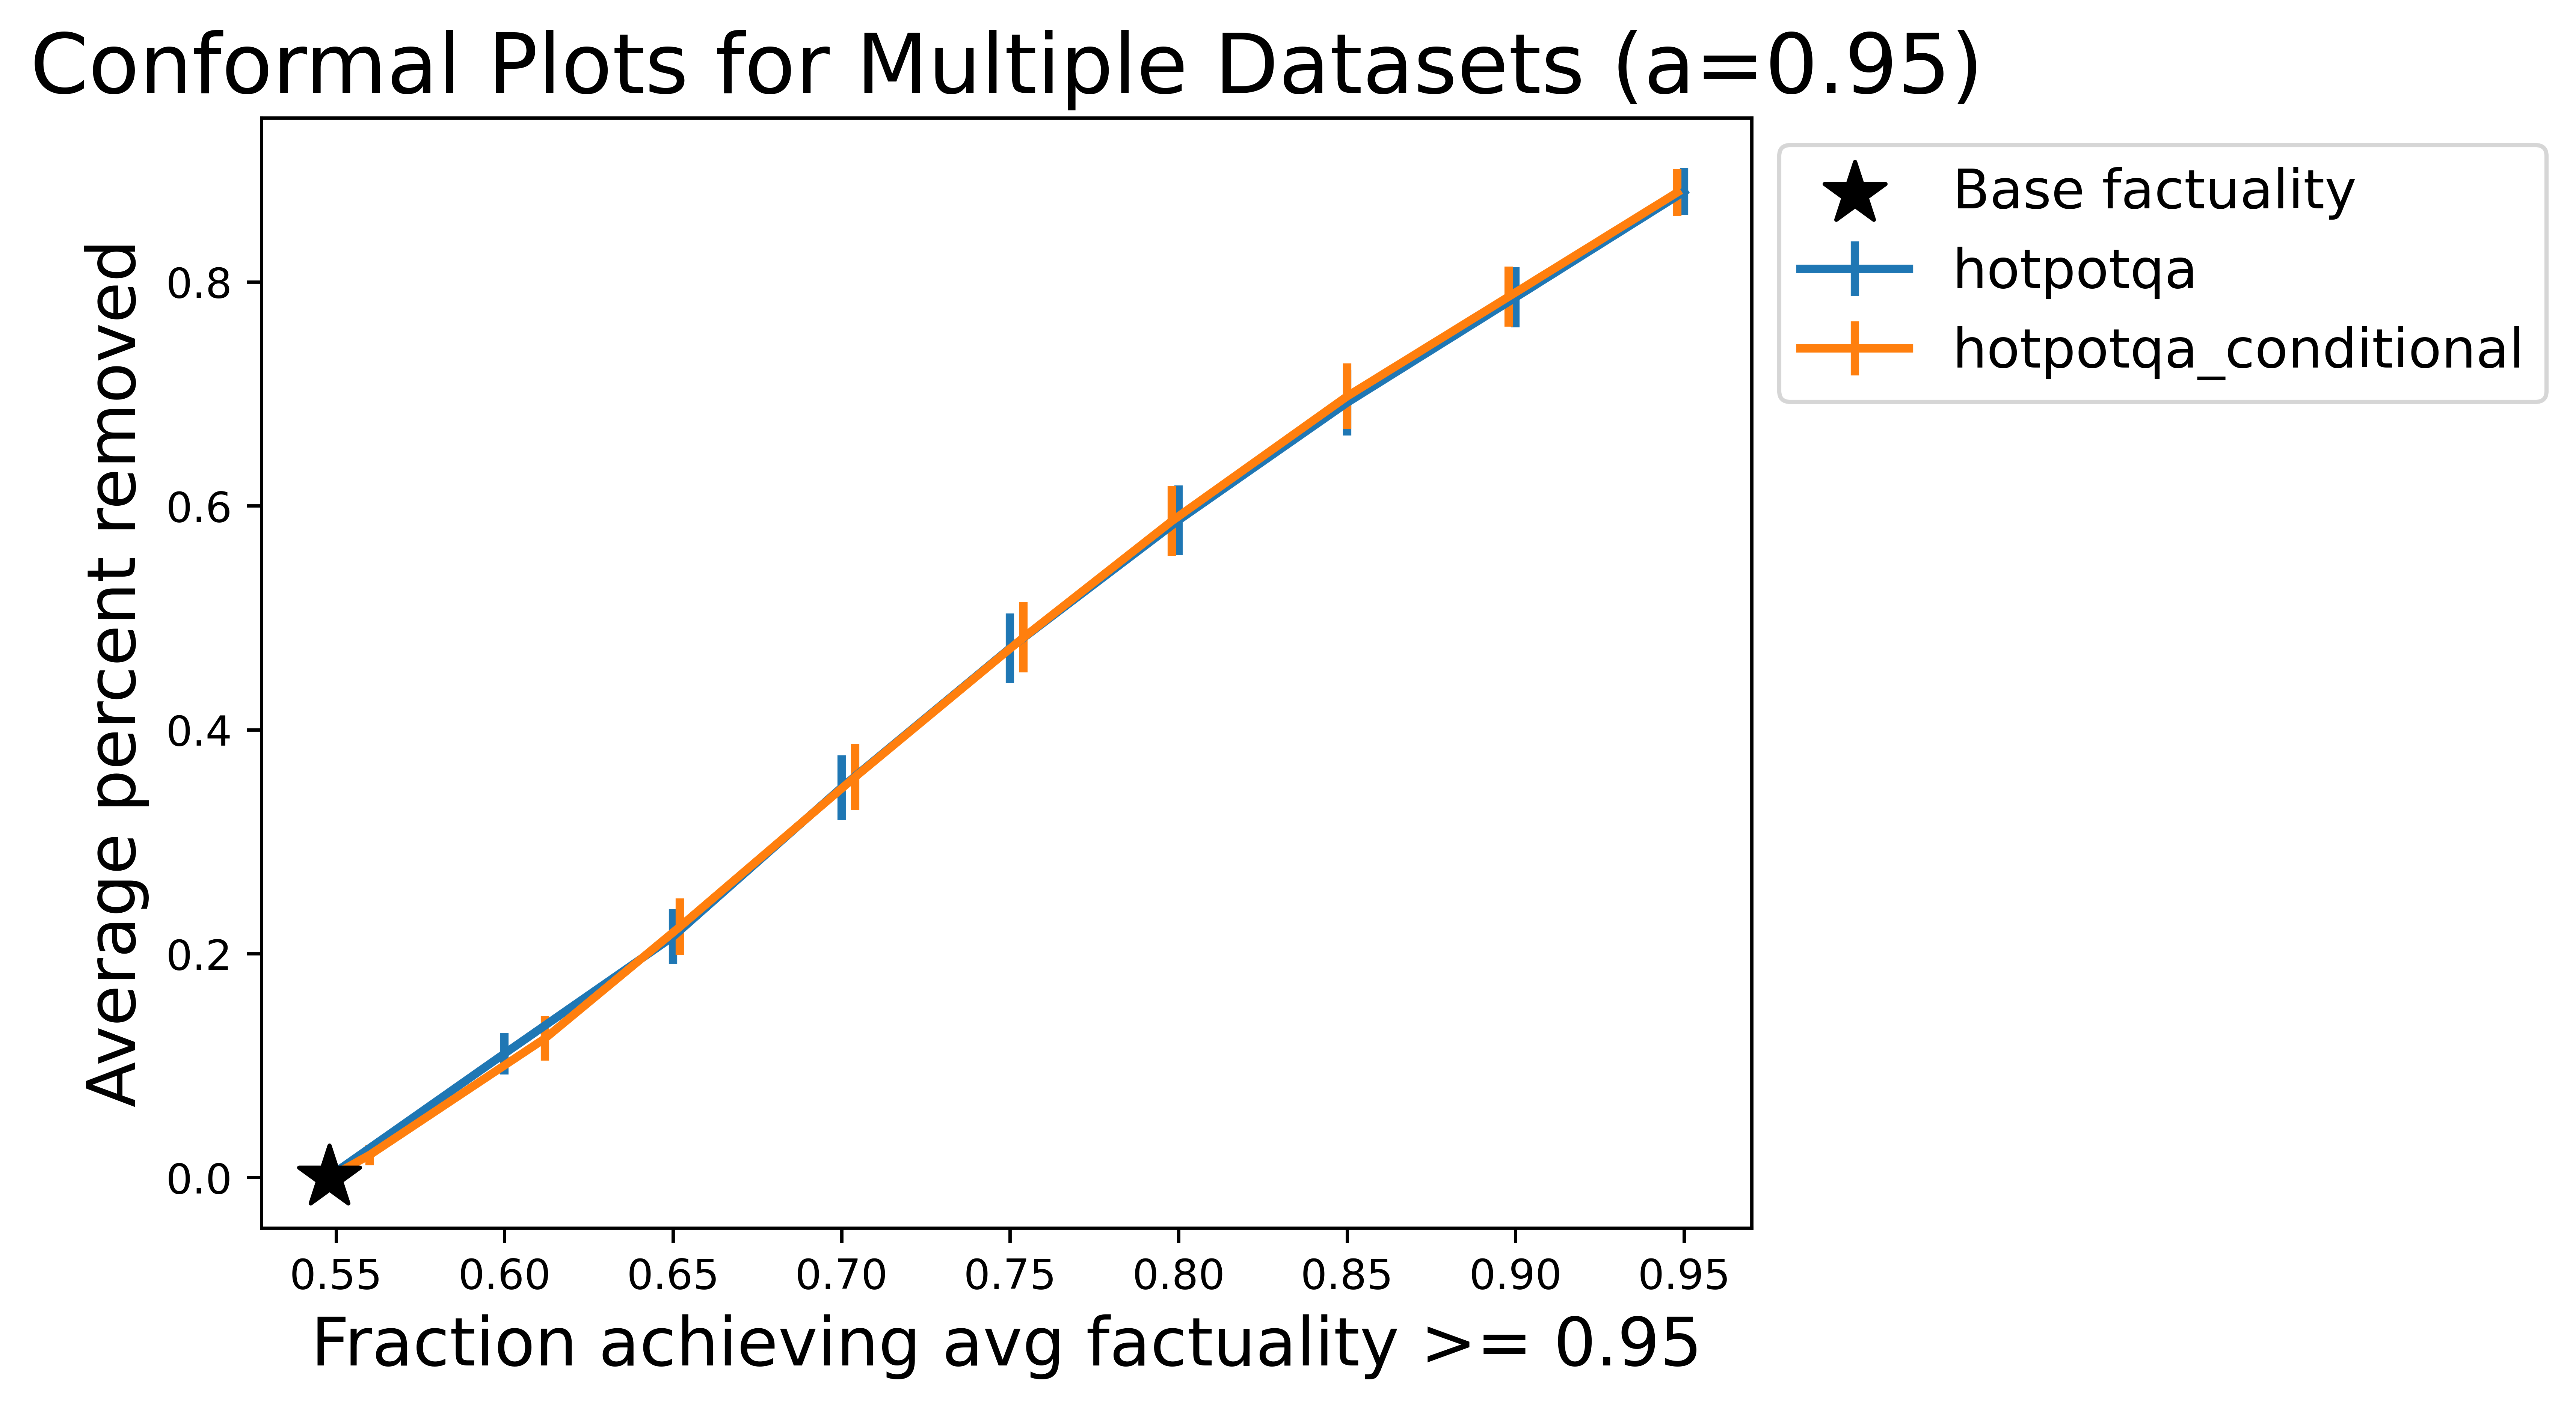 Conformal Plots for Multiple Datasets (a=0.95)
Base factuality
hotpotqa
hotpotqa_conditional
Average percent removed
0.8
0.6
0.4
0.2
0.0
0.55 0.60 0.65 0.70 0.75 0.80 0.85 0.90 0.95
Fraction achieving avg factuality >= 0.95